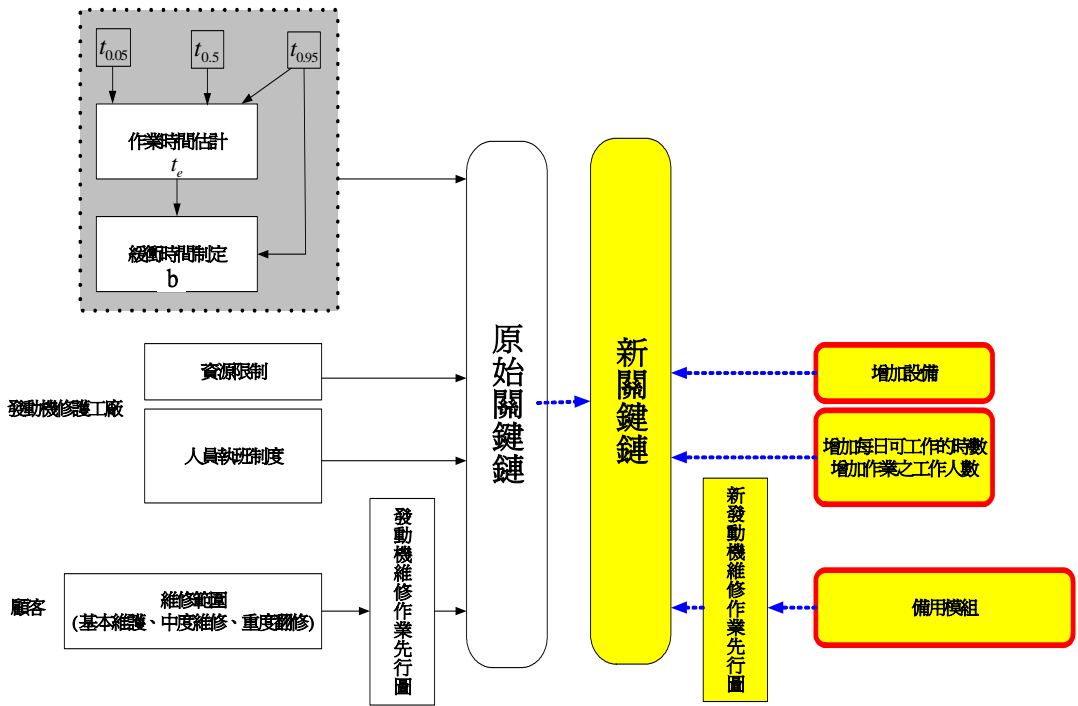 t0.05
t0.5
t0.95
作業時間估計
te
緩衝時間制定
b
發動機修護工廠
資源限制
人員執班制度
顧客
維修範圍
(基本維護、中度維修、重度翻修)
發動機維修作業先行圖
原始關鍵鏈
新關鍵鏈
新發動機維修作業先行圖
增加設備
增加每日可工作的時數
增加作業之工作人數
備用模組